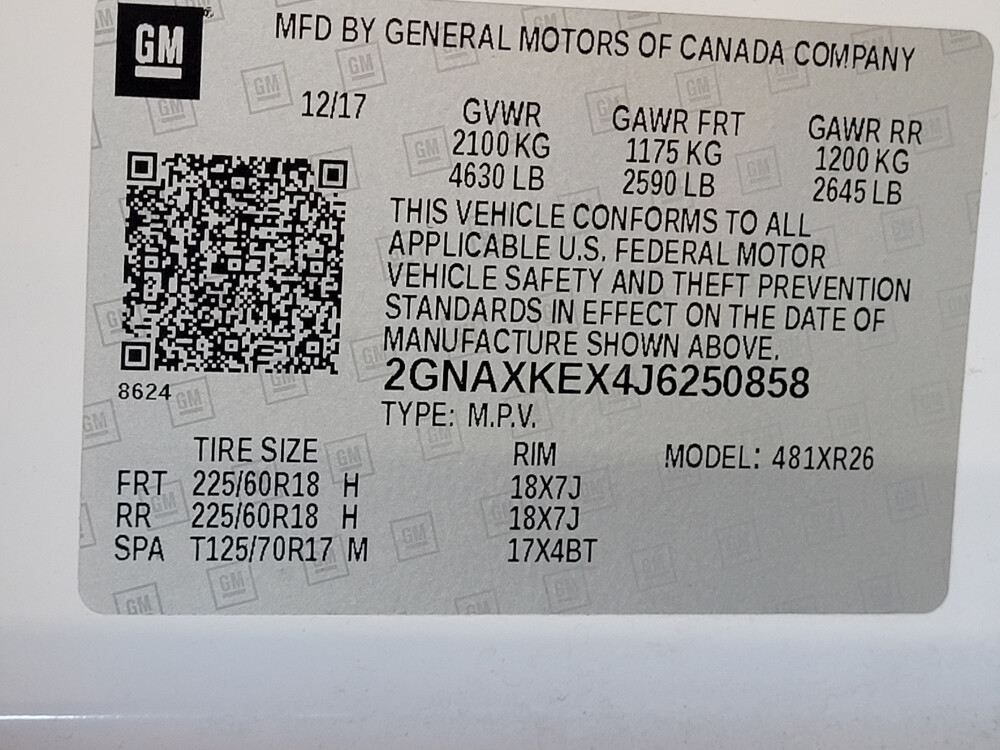 GM
MFD BY GENERAL MOTORS OF CANADA COMPANY
12/17
GVWR
2100 KG
4630 LB
GAWR FRT
1175 KG
2590 LB
GAWR RR
1200 KG
2645 LB
THIS VEHICLE CONFORMS TO ALL
APPLICABLE U.S. FEDERAL MOTOR
VEHICLE SAFETY AND THEFT PREVENTION
STANDARDS IN EFFECT ON THE DATE OF
MANUFACTURE SHOWN ABOVE.
2GNAXKEX4J6250858
8624
TYPE: M.P.V.
TIRE SIZE RIM MODEL: 481XR26
FRT 225/60R18 H 18X7J
RR 225/60R18 H 18X7J
SPA T125/70R17 M 17X4BT